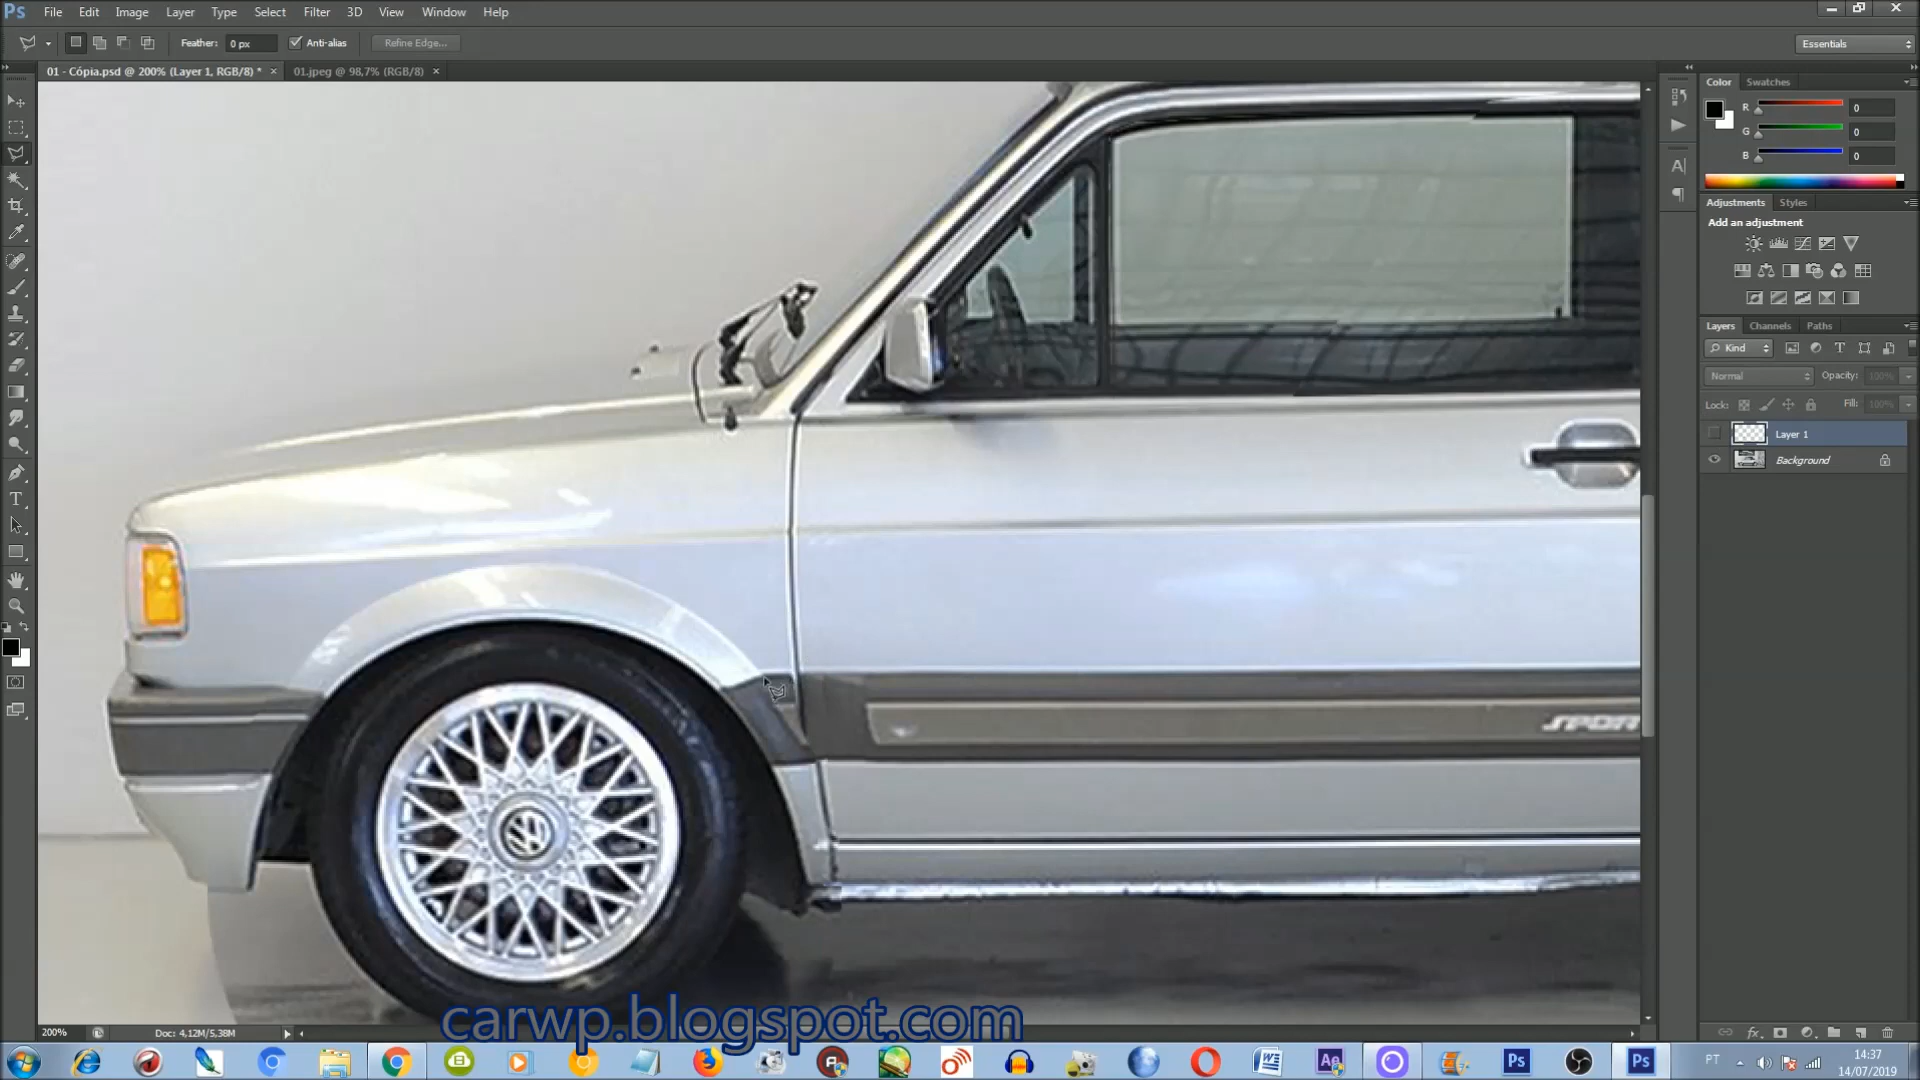 Ps File Edit Image Layer Type Select Filter 3D View Window Help
Feather: 0 px Anti-alias Refine Edge... Essentials
01 - Cópia.psd @ 200% (Layer 1, RGB/8) * × 01.jpeg @ 98,7% (RGB/8) ×
Color Swatches
R 0
G 0
B 0
Adjustments Styles
Add an adjustment
Layers Channels Paths
Kind
Normal Opacity: 100%
Lock: Fill: 100%
Layer 1
Background
SPOR
200% Doc: 4,12M/5,38M
carwp.blogspot.com
PT 14:37
14/07/2019